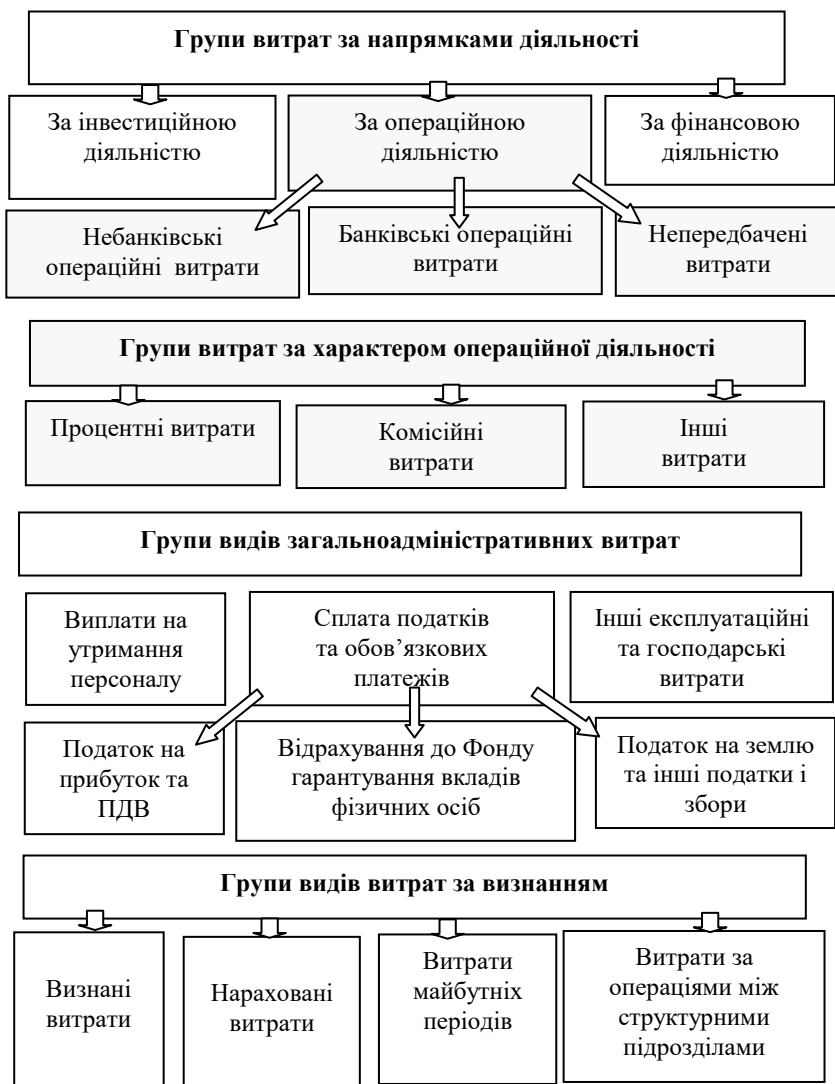 Групи витрат за напрямками діяльності
За інвестиційною
діяльністю
За операційною
діяльністю
За фінансовою
діяльністю
Небанківські
операційні витрати
Банківські операційні
витрати
Непередбачені
витрати
Групи витрат за характером операційної діяльності
Процентні витрати
Комісійні
витрати
Інші
витрати
Групи видів загальноадміністративних витрат
Виплати на
утримання
персоналу
Сплата податків
та обов’язкових
платежів
Інші експлуатаційні
та господарські
витрати
Податок на
прибуток та
ПДВ
Відрахування до Фонду
гарантування вкладів
фізичних осіб
Податок на землю
та інші податки і
збори
Групи видів витрат за визнанням
Визнані
витрати
Нараховані
витрати
Витрати
майбутніх
періодів
Витрати за
операціями між
структурними
підрозділами